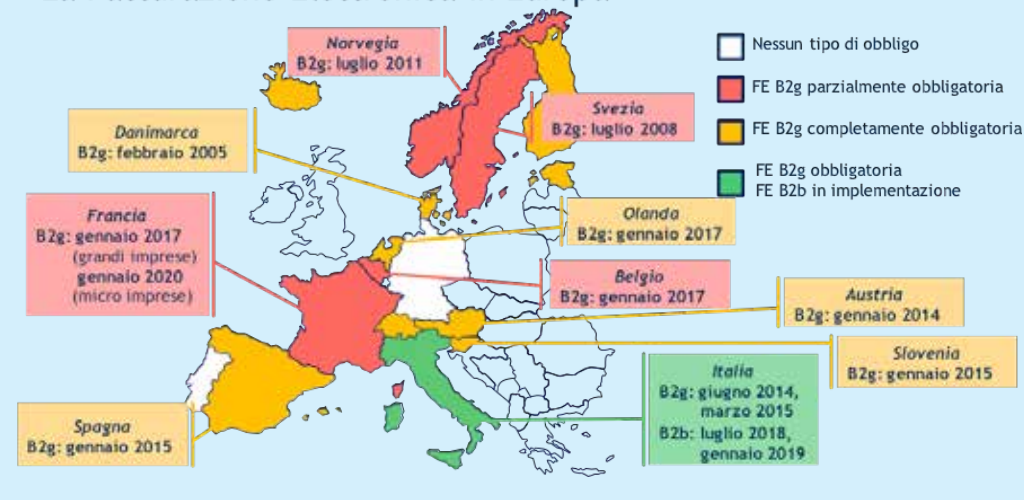 Norvegia
B2g: luglio 2011
Nessun tipo di obbligo
FE B2g parzialmente obbligatoria
FE B2g completamente obbligatoria
FE B2g obbligatoria
FE B2b in implementazione
Svezia
B2g: luglio 2008
Danimarca
B2g: febbraio 2005
Francia
B2g: gennaio 2017
(grandi imprese)
gennaio 2020
(micro imprese)
Olanda
B2g: gennaio 2017
Belgio
B2g: gennaio 2017
Austria
B2g: gennaio 2014
Slovenia
B2g: gennaio 2015
Italia
B2g: giugno 2014,
marzo 2015
B2b: luglio 2018,
gennaio 2019
Spagna
B2g: gennaio 2015